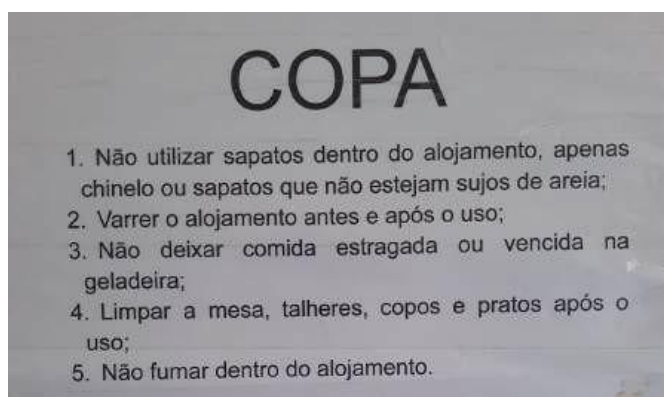 COPA
1. Não utilizar sapatos dentro do alojamento, apenas
chinelo ou sapatos que não estejam sujos de areia;
2. Varrer o alojamento antes e após o uso;
3. Não deixar comida estragada ou vencida na
geladeira;
4. Limpar a mesa, talheres, copos e pratos após o
uso;
5. Não fumar dentro do alojamento.